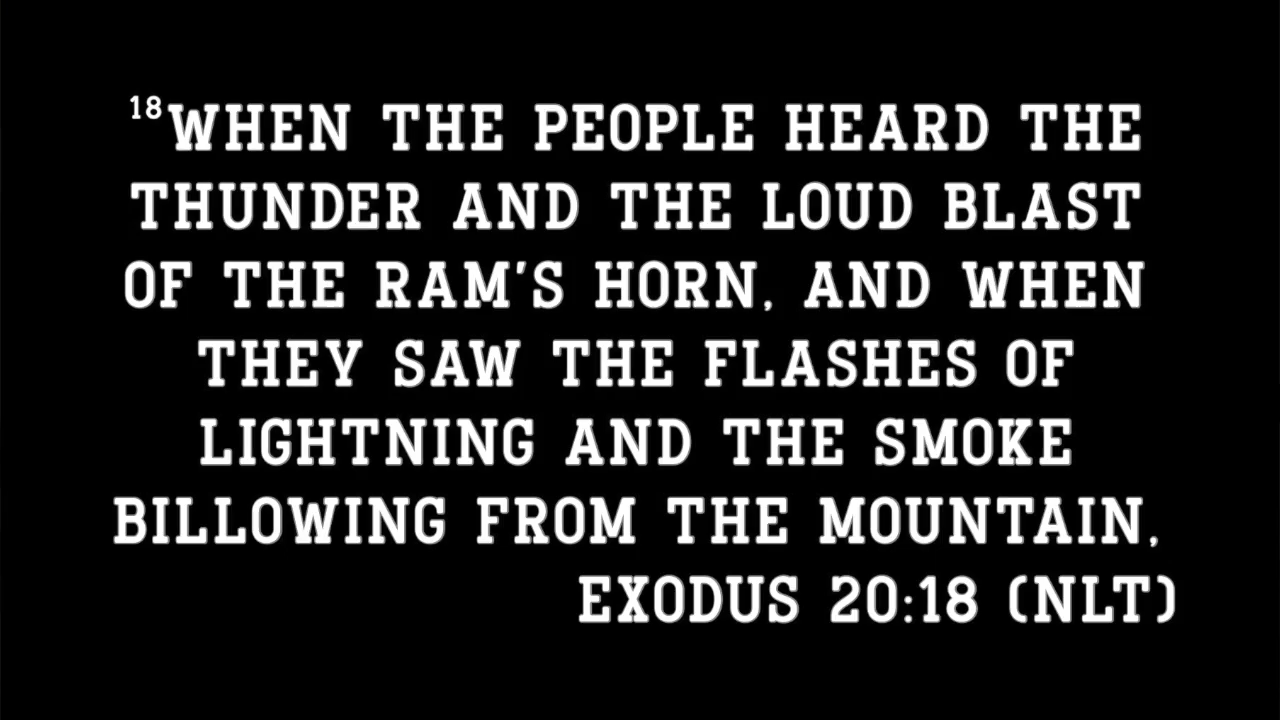 18WHEN THE PEOPLE HEARD THE
THUNDER AND THE LOUD BLAST
OF THE RAM'S HORN, AND WHEN
THEY SAW THE FLASHES OF
LIGHTNING AND THE SMOKE
BILLOWING FROM THE MOUNTAIN,
EXODUS 20:18 (NLT)